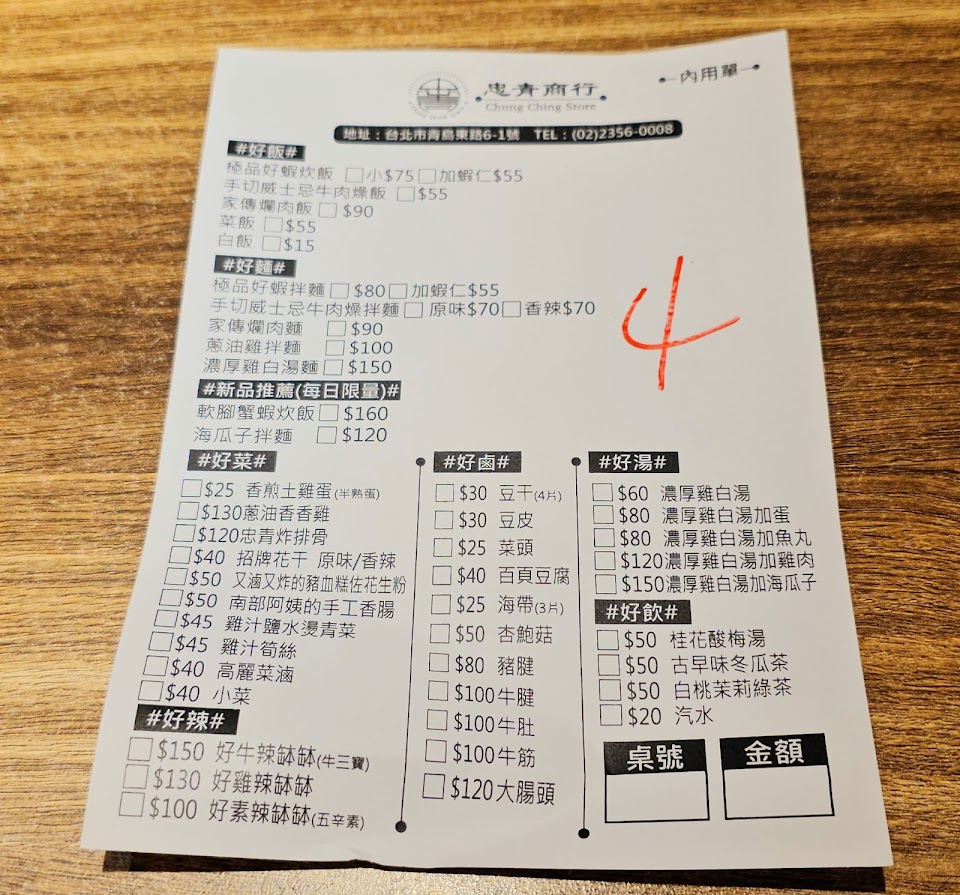 忠青商行
Chung Ching Store
內用單
地址：台北市青島東路6-1號 TEL：(02)2356-0008
#好飯#
極品好蝦炊飯 □小$75□加蝦仁$55
手切威士忌牛肉燥飯 □$55
家傳爛肉飯 □$90
菜飯 □$55
白飯 □$15
#好麵#
極品好蝦拌麵□$80□加蝦仁$55
手切威士忌牛肉燥拌麵□ 原味$70□香辣$70
家傳爛肉麵 □$90
蔥油雞拌麵 □$100
濃厚雞白湯麵□$150
#新品推薦(每日限量)#
軟腳蟹蝦炊飯□$160
海瓜子拌麵 □$120
4
#好菜#
□$25 香煎土雞蛋(半熟蛋)
□$130蔥油香香雞
□$120忠青炸排骨
□$40 招牌花干 原味/香辣
□$50 又滷又炸的豬血糕佐花生粉
□$50 南部阿姨的手工香腸
□$45 雞汁鹽水燙青菜
□$45 雞汁筍絲
□$40 高麗菜滷
□$40 小菜
#好辣#
□$150 好牛辣缽缽(牛三寶)
□$130 好雞辣缽缽
□$100 好素辣缽缽(五辛素)
#好鹵#
□$30 豆干(4片)
□$30 豆皮
□$25 菜頭
□$40 百頁豆腐
□$25 海帶(3片)
□$50 杏鮑菇
□$80 豬腱
□$100牛腱
□$100牛肚
□$100牛筋
□$120大腸頭
#好湯#
□$60 濃厚雞白湯
□$80 濃厚雞白湯加蛋
□$80 濃厚雞白湯加魚丸
□$120濃厚雞白湯加雞肉
□$150濃厚雞白湯加海瓜子
#好飲#
□$50 桂花酸梅湯
□$50 古早味冬瓜茶
□$50 白桃茉莉綠茶
□$20 汽水
桌號 金額